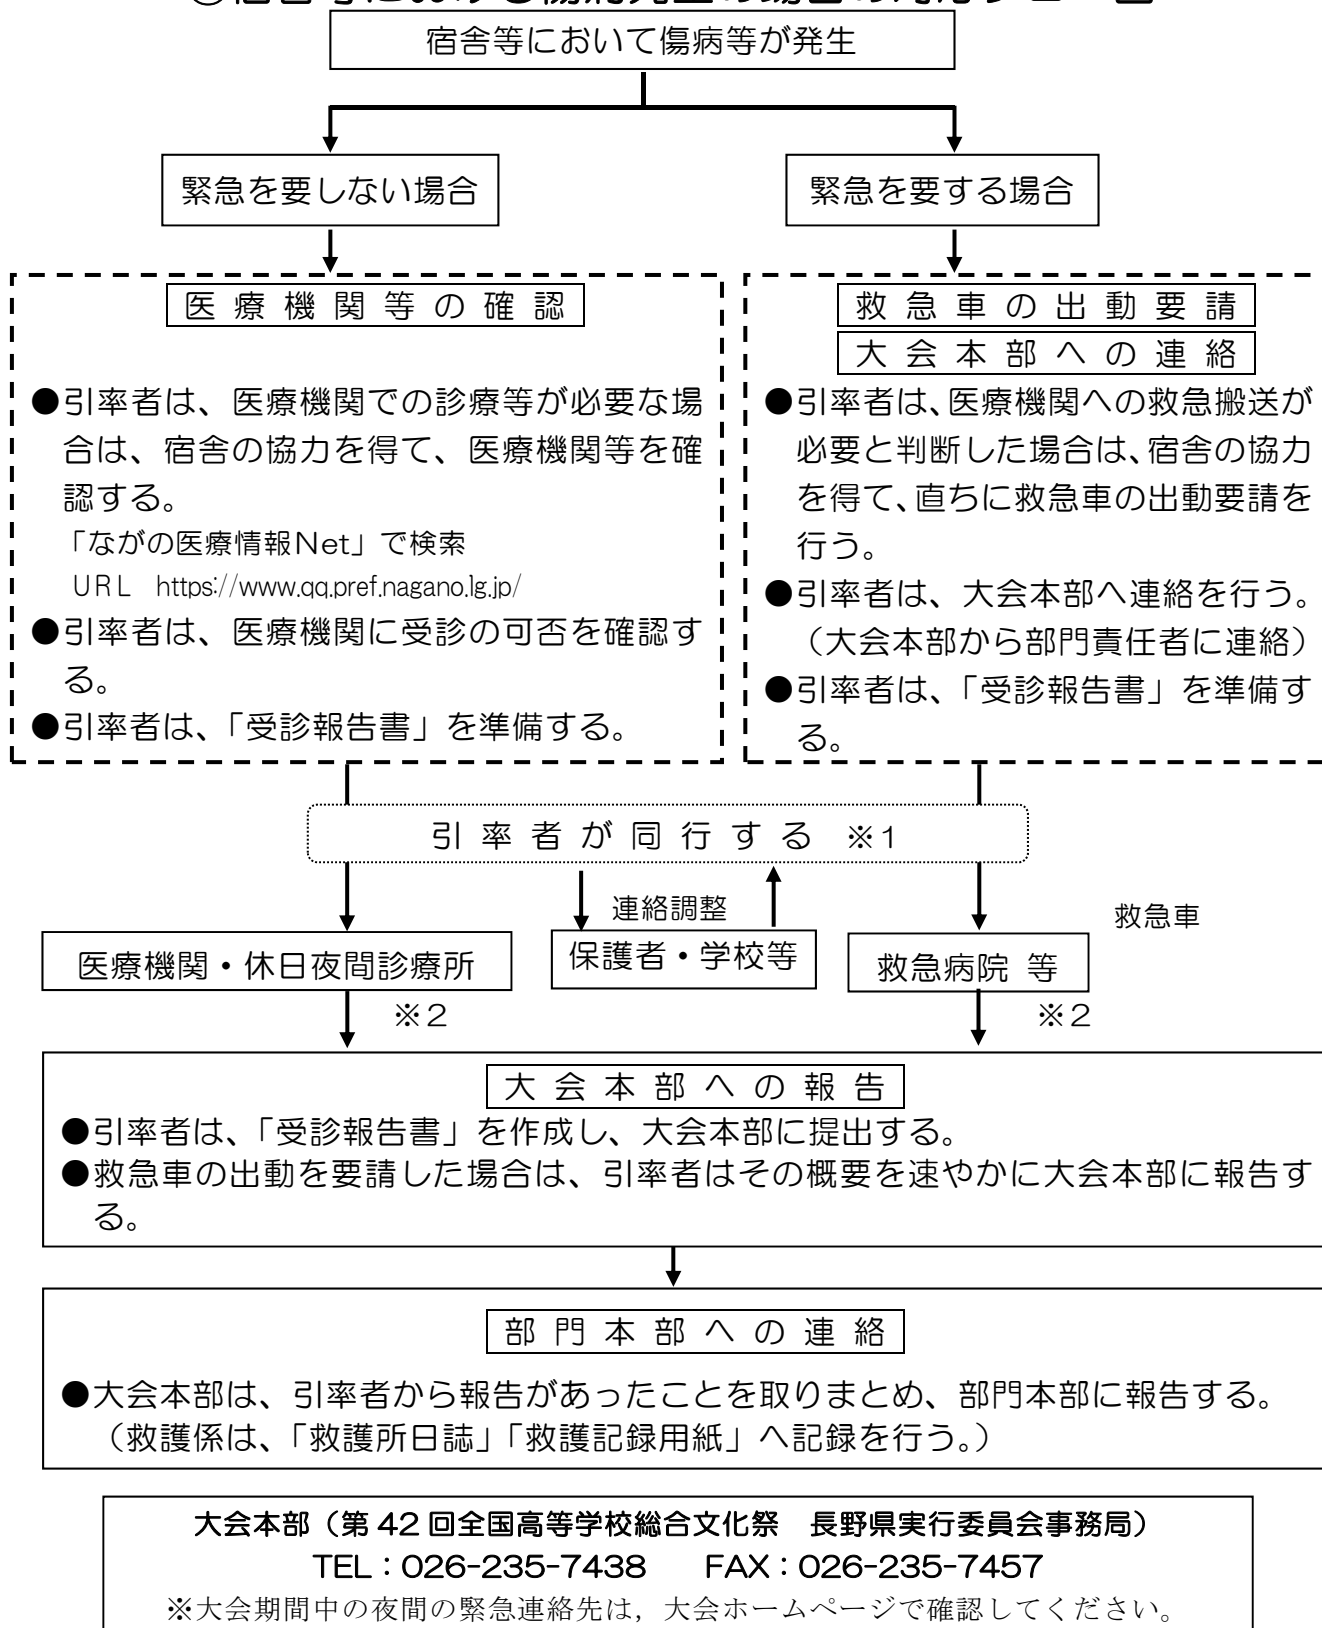 宿舎等において傷病等が発生
緊急を要しない場合
緊急を要する場合
医療機関等の確認
●引率者は、医療機関での診療等が必要な場
合は、宿舎の協力を得て、医療機関等を確
認する。
「ながの医療情報Net」で検索
URL　https://www.qq.pref.nagano.lg.jp/
●引率者は、医療機関に受診の可否を確認す
る。
●引率者は、「受診報告書」を準備する。
救急車の出動要請
大会本部への連絡
●引率者は、医療機関への救急搬送が
必要と判断した場合は、宿舎の協力
を得て、直ちに救急車の出動要請を
行う。
●引率者は、大会本部へ連絡を行う。
（大会本部から部門責任者に連絡）
●引率者は、「受診報告書」を準備す
る。
引率者が同行する ※1
連絡調整
救急車
医療機関・休日夜間診療所
保護者・学校等
救急病院 等
※2
※2
大会本部への報告
●引率者は、「受診報告書」を作成し、大会本部に提出する。
●救急車の出動を要請した場合は、引率者はその概要を速やかに大会本部に報告す
る。
部門本部への連絡
●大会本部は、引率者から報告があったことを取りまとめ、部門本部に報告する。
（救護係は、「救護所日誌」「救護記録用紙」へ記録を行う。）
大会本部（第 42 回全国高等学校総合文化祭　長野県実行委員会事務局）
TEL：026-235-7438　FAX：026-235-7457
※大会期間中の夜間の緊急連絡先は，大会ホームページで確認してください。